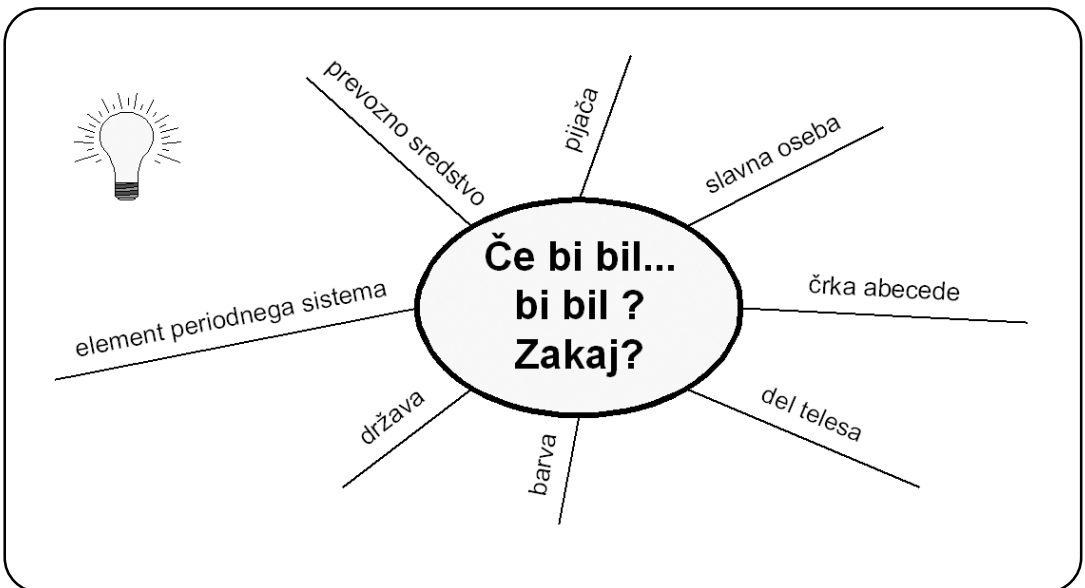 prevozno sredstvo
pijača
slavna oseba
Če bi bil...
bi bil ?
Zakaj?
črka abecede
element periodnega sistema
država
barva
del telesa